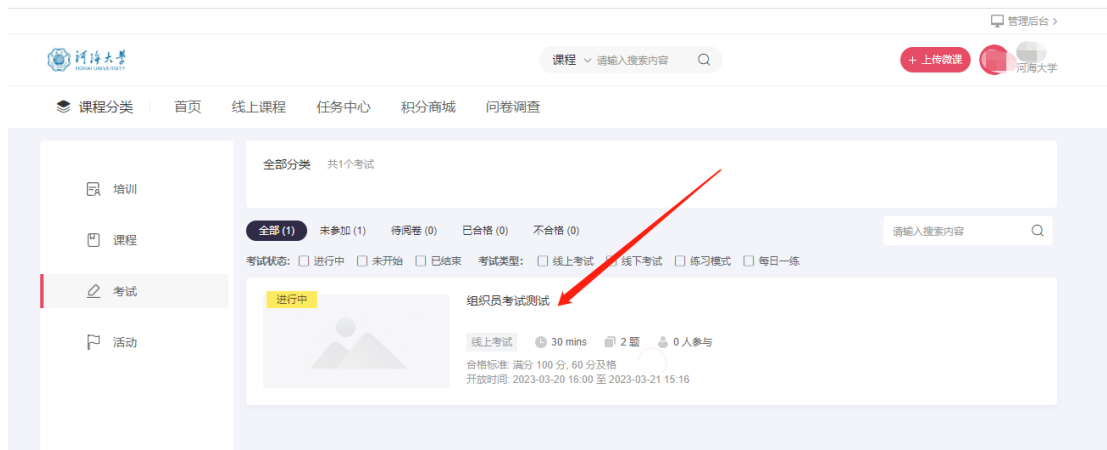 管理后台 >
河海大学
HOHAI UNIVERSITY
课程 请输入搜索内容
+ 上传微课
河海大学
课程分类 首页 线上课程 任务中心 积分商城 问卷调查
培训
课程
考试
活动
全部分类 共1个考试
全部 (1) 未参加 (1) 待阅卷 (0) 已合格 (0) 不合格 (0)
请输入搜索内容
考试状态: 进行中 未开始 已结束 考试类型: 线上考试 线下考试 练习模式 每日一练
进行中
组织员考试测试
线上考试 30 mins 2 题 0 人参与
合格标准: 满分 100 分, 60 分及格
开放时间: 2023-03-20 16:00 至 2023-03-21 15:16